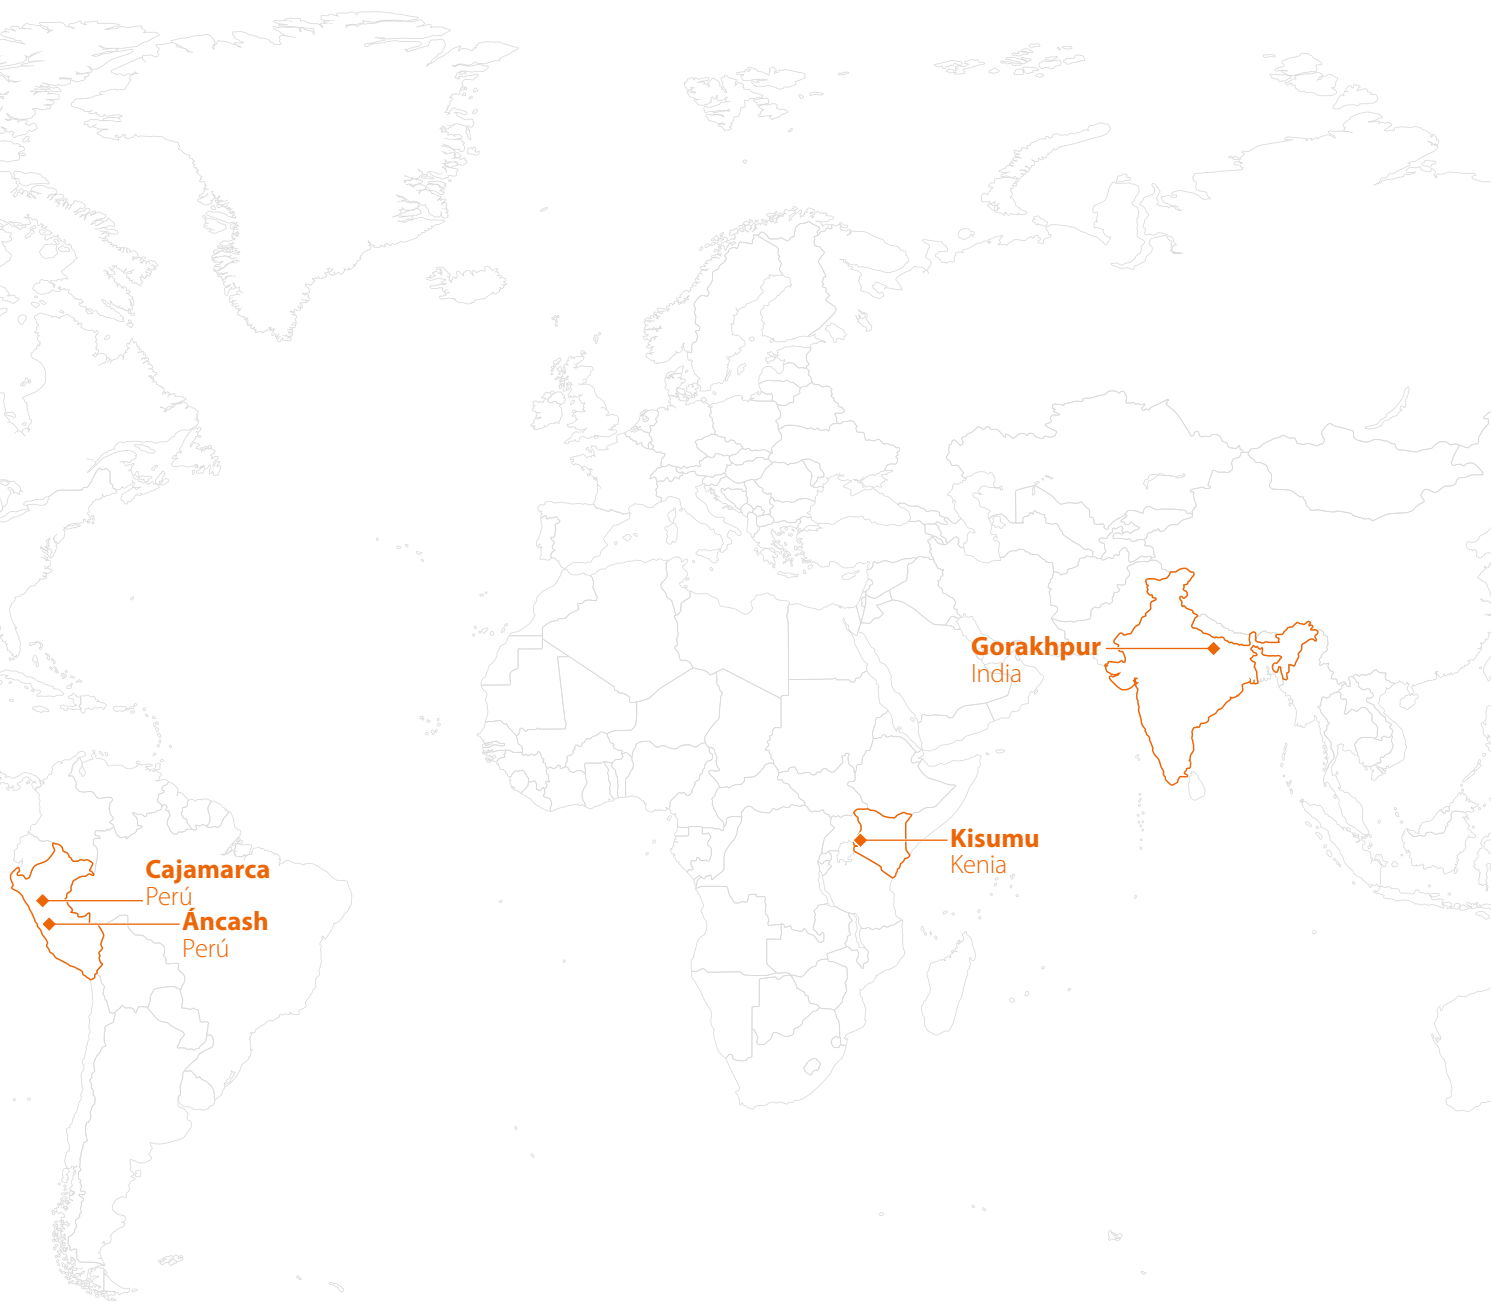 Gorakhpur
India
Kisumu
Kenia
Cajamarca
Perú
Áncash
Perú